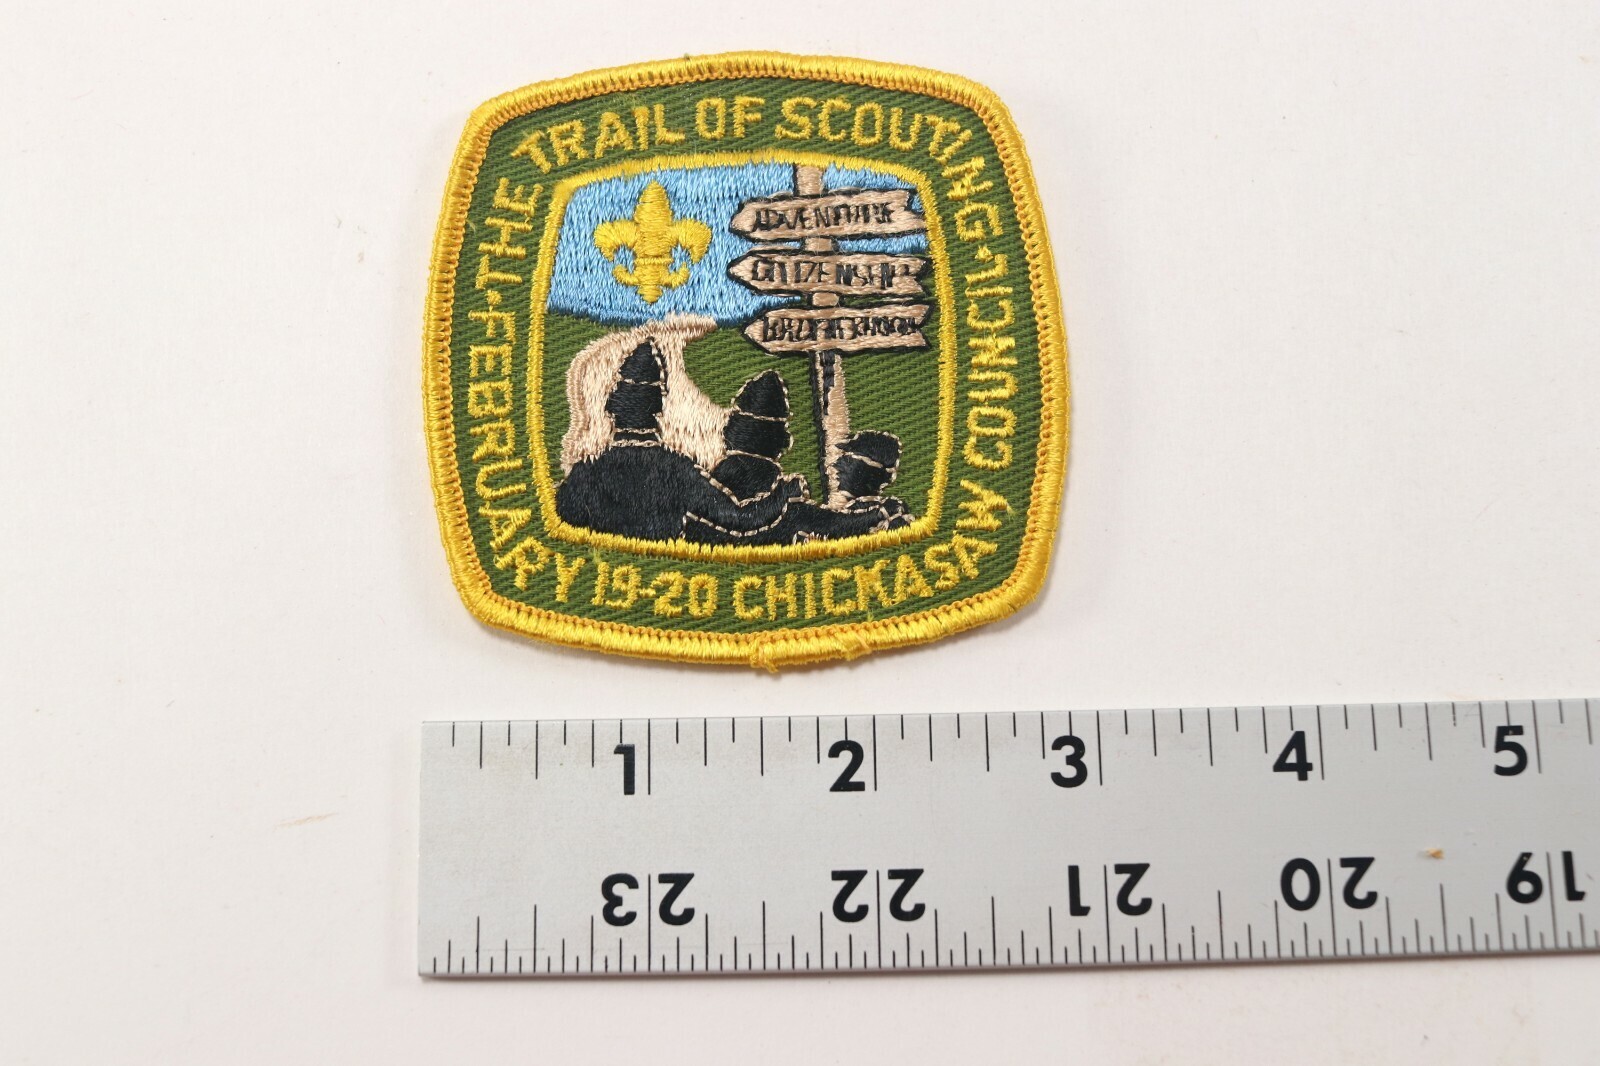 THE TRAIL OF SCOUTING·
FEBRUARY 19-20 CHICKASAW COUNCIL·
ADVENTURE
CITIZENSHIP
BROTHERHOOD
1 2 3 4 5
23 22 21 20 19